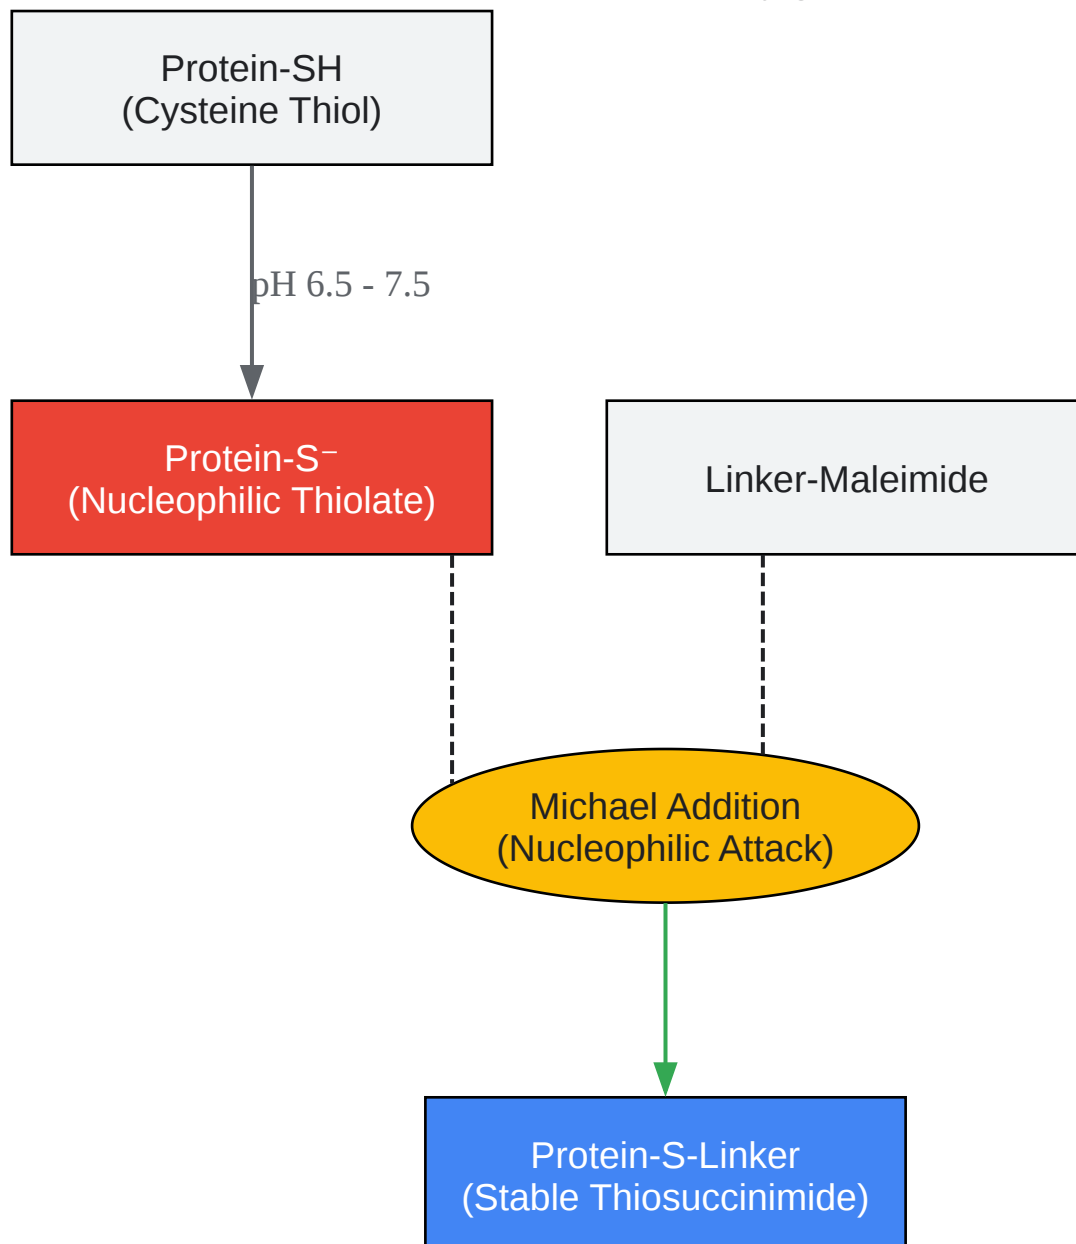 Protein-SH
(Cysteine Thiol)
pH 6.5 - 7.5
Protein-S⁻
(Nucleophilic Thiolate)
Linker-Maleimide
Michael Addition
(Nucleophilic Attack)
Protein-S-Linker
(Stable Thiosuccinimide)